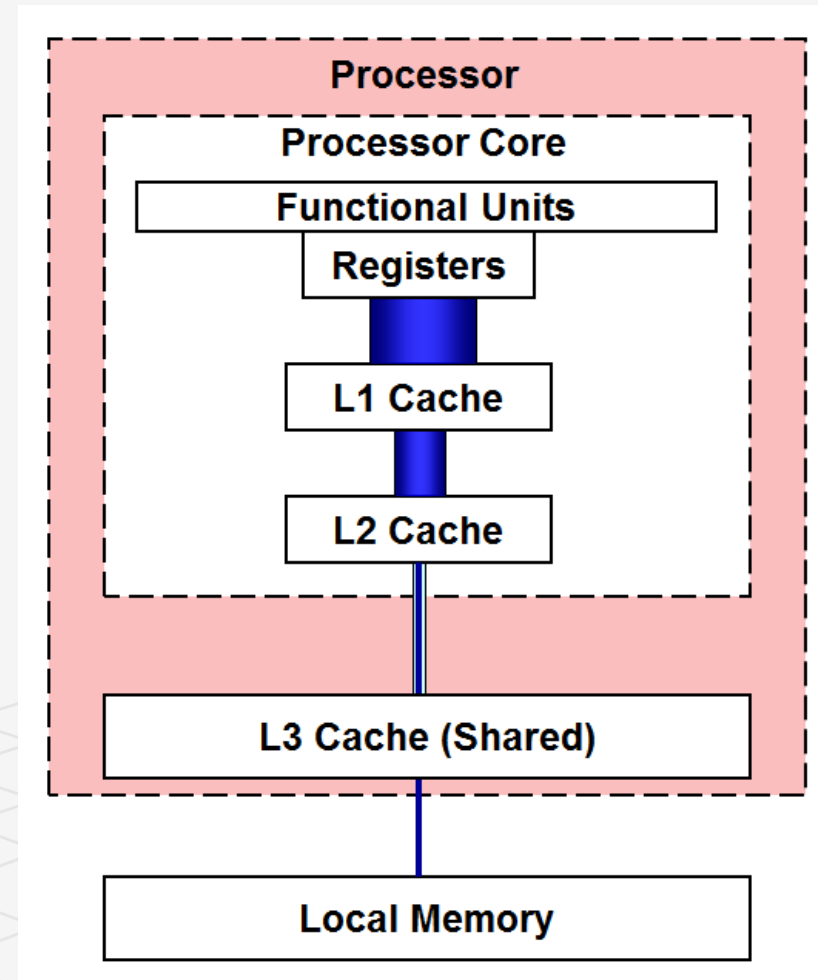 Processor
Processor Core
Functional Units
Registers
L1 Cache
L2 Cache
L3 Cache (Shared)
Local Memory